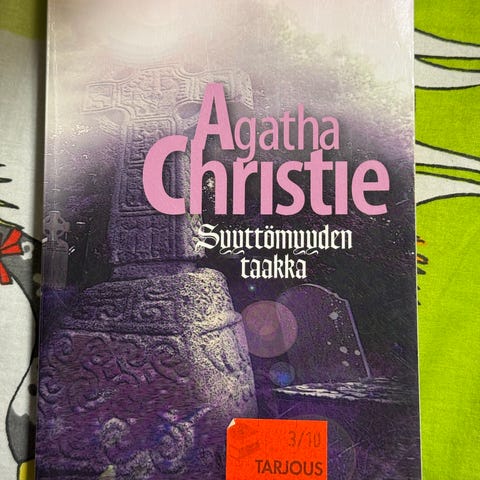 Agatha
Christie
Syyttömyyden
taakka
3/10
TARJOUS